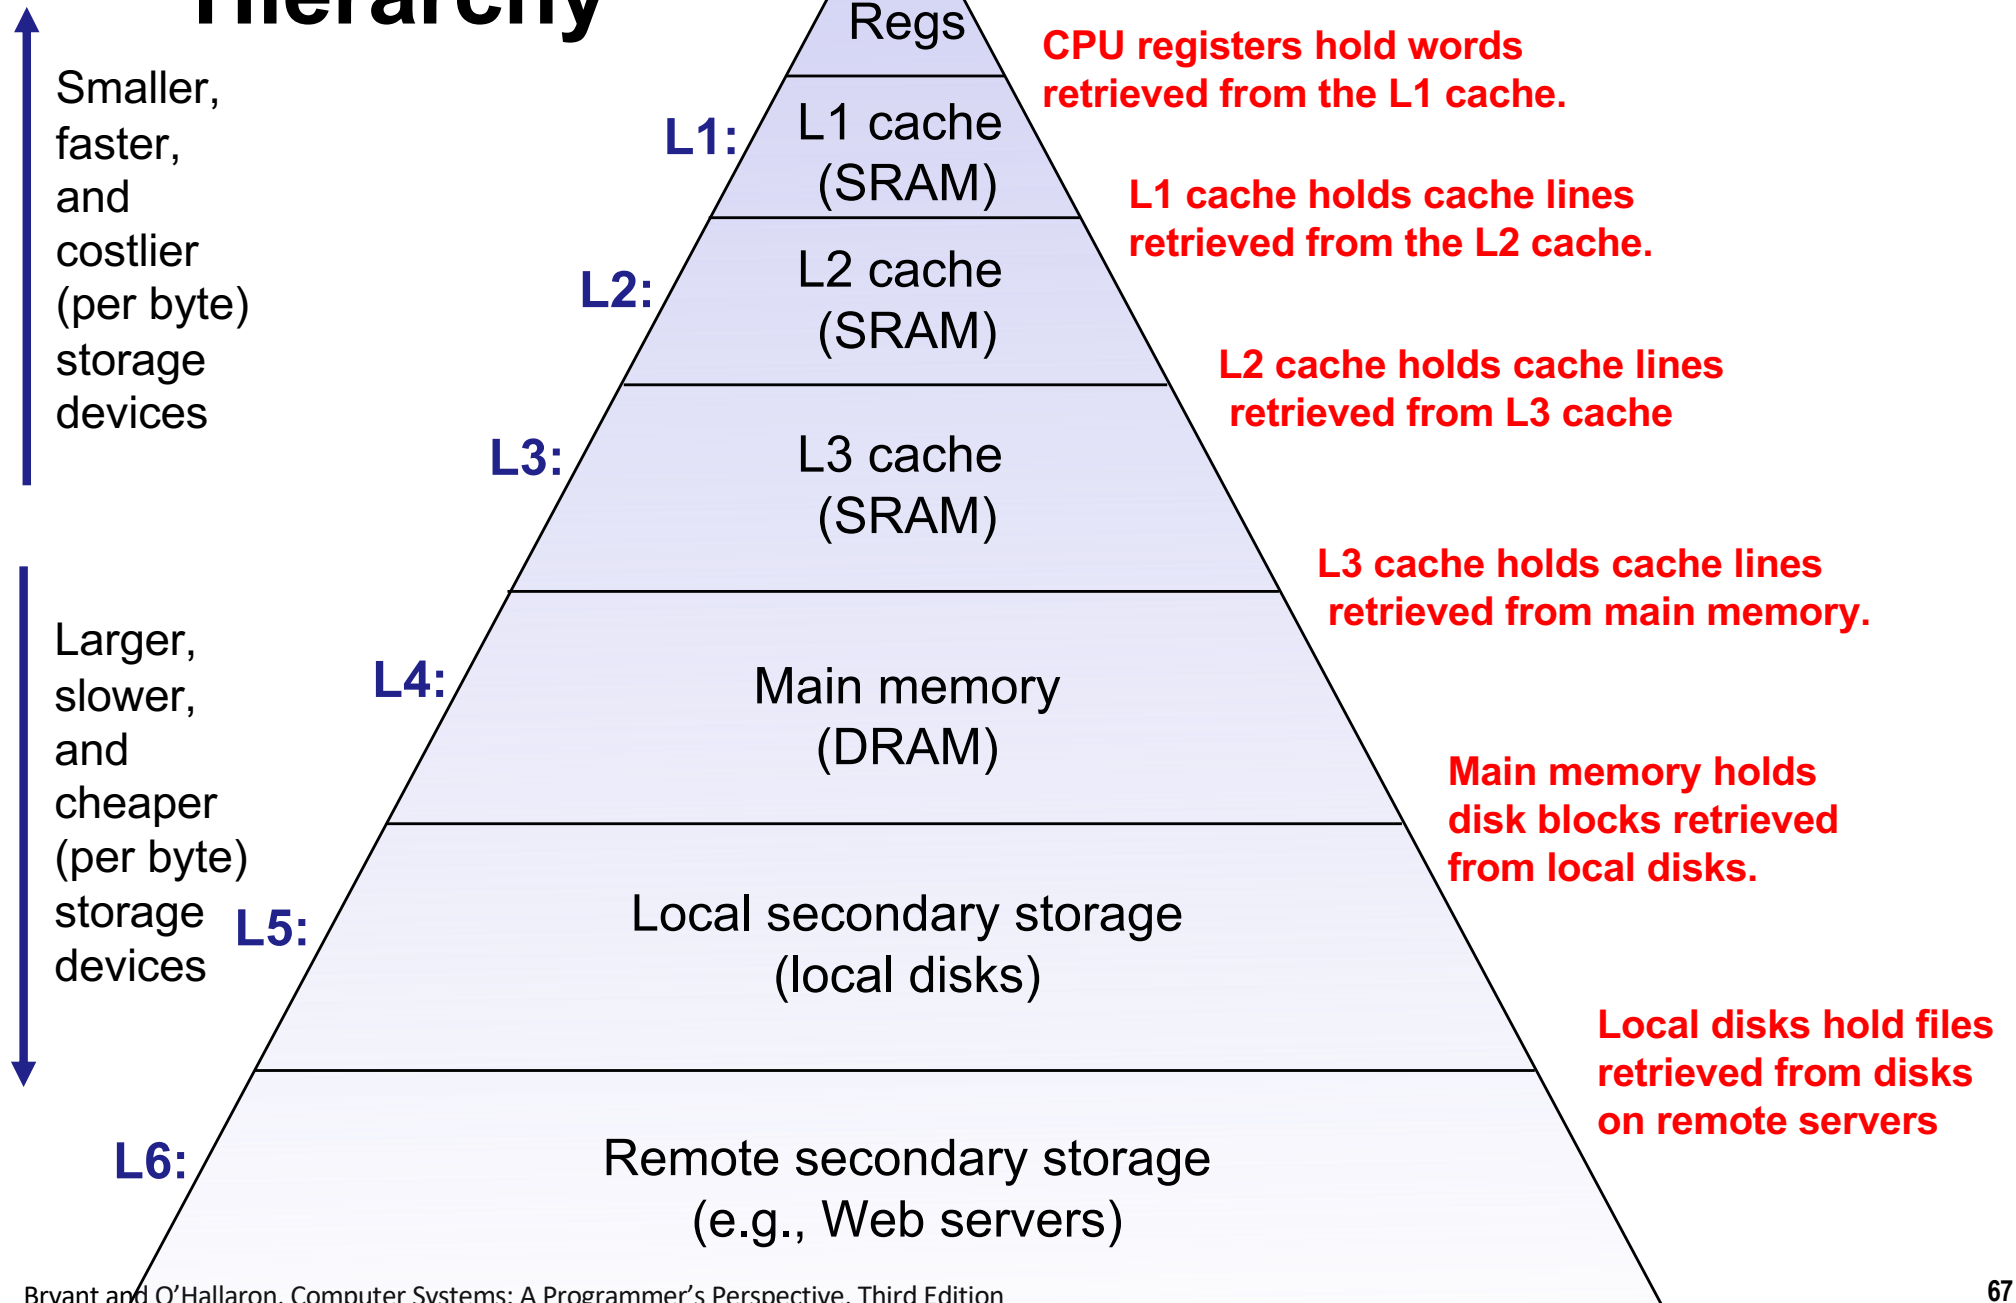 Hierarchy
Regs
CPU registers hold words
retrieved from the L1 cache.
Smaller,
faster,
and
costlier
(per byte)
storage
devices
L1:
L1 cache
(SRAM)
L1 cache holds cache lines
retrieved from the L2 cache.
L2:
L2 cache
(SRAM)
L2 cache holds cache lines
retrieved from L3 cache
L3:
L3 cache
(SRAM)
L3 cache holds cache lines
retrieved from main memory.
Larger,
slower,
and
cheaper
(per byte)
storage
devices
L4:
Main memory
(DRAM)
Main memory holds
disk blocks retrieved
from local disks.
L5:
Local secondary storage
(local disks)
Local disks hold files
retrieved from disks
on remote servers
L6:
Remote secondary storage
(e.g., Web servers)
Bryant and O’Hallaron, Computer Systems: A Programmer’s Perspective, Third Edition
67